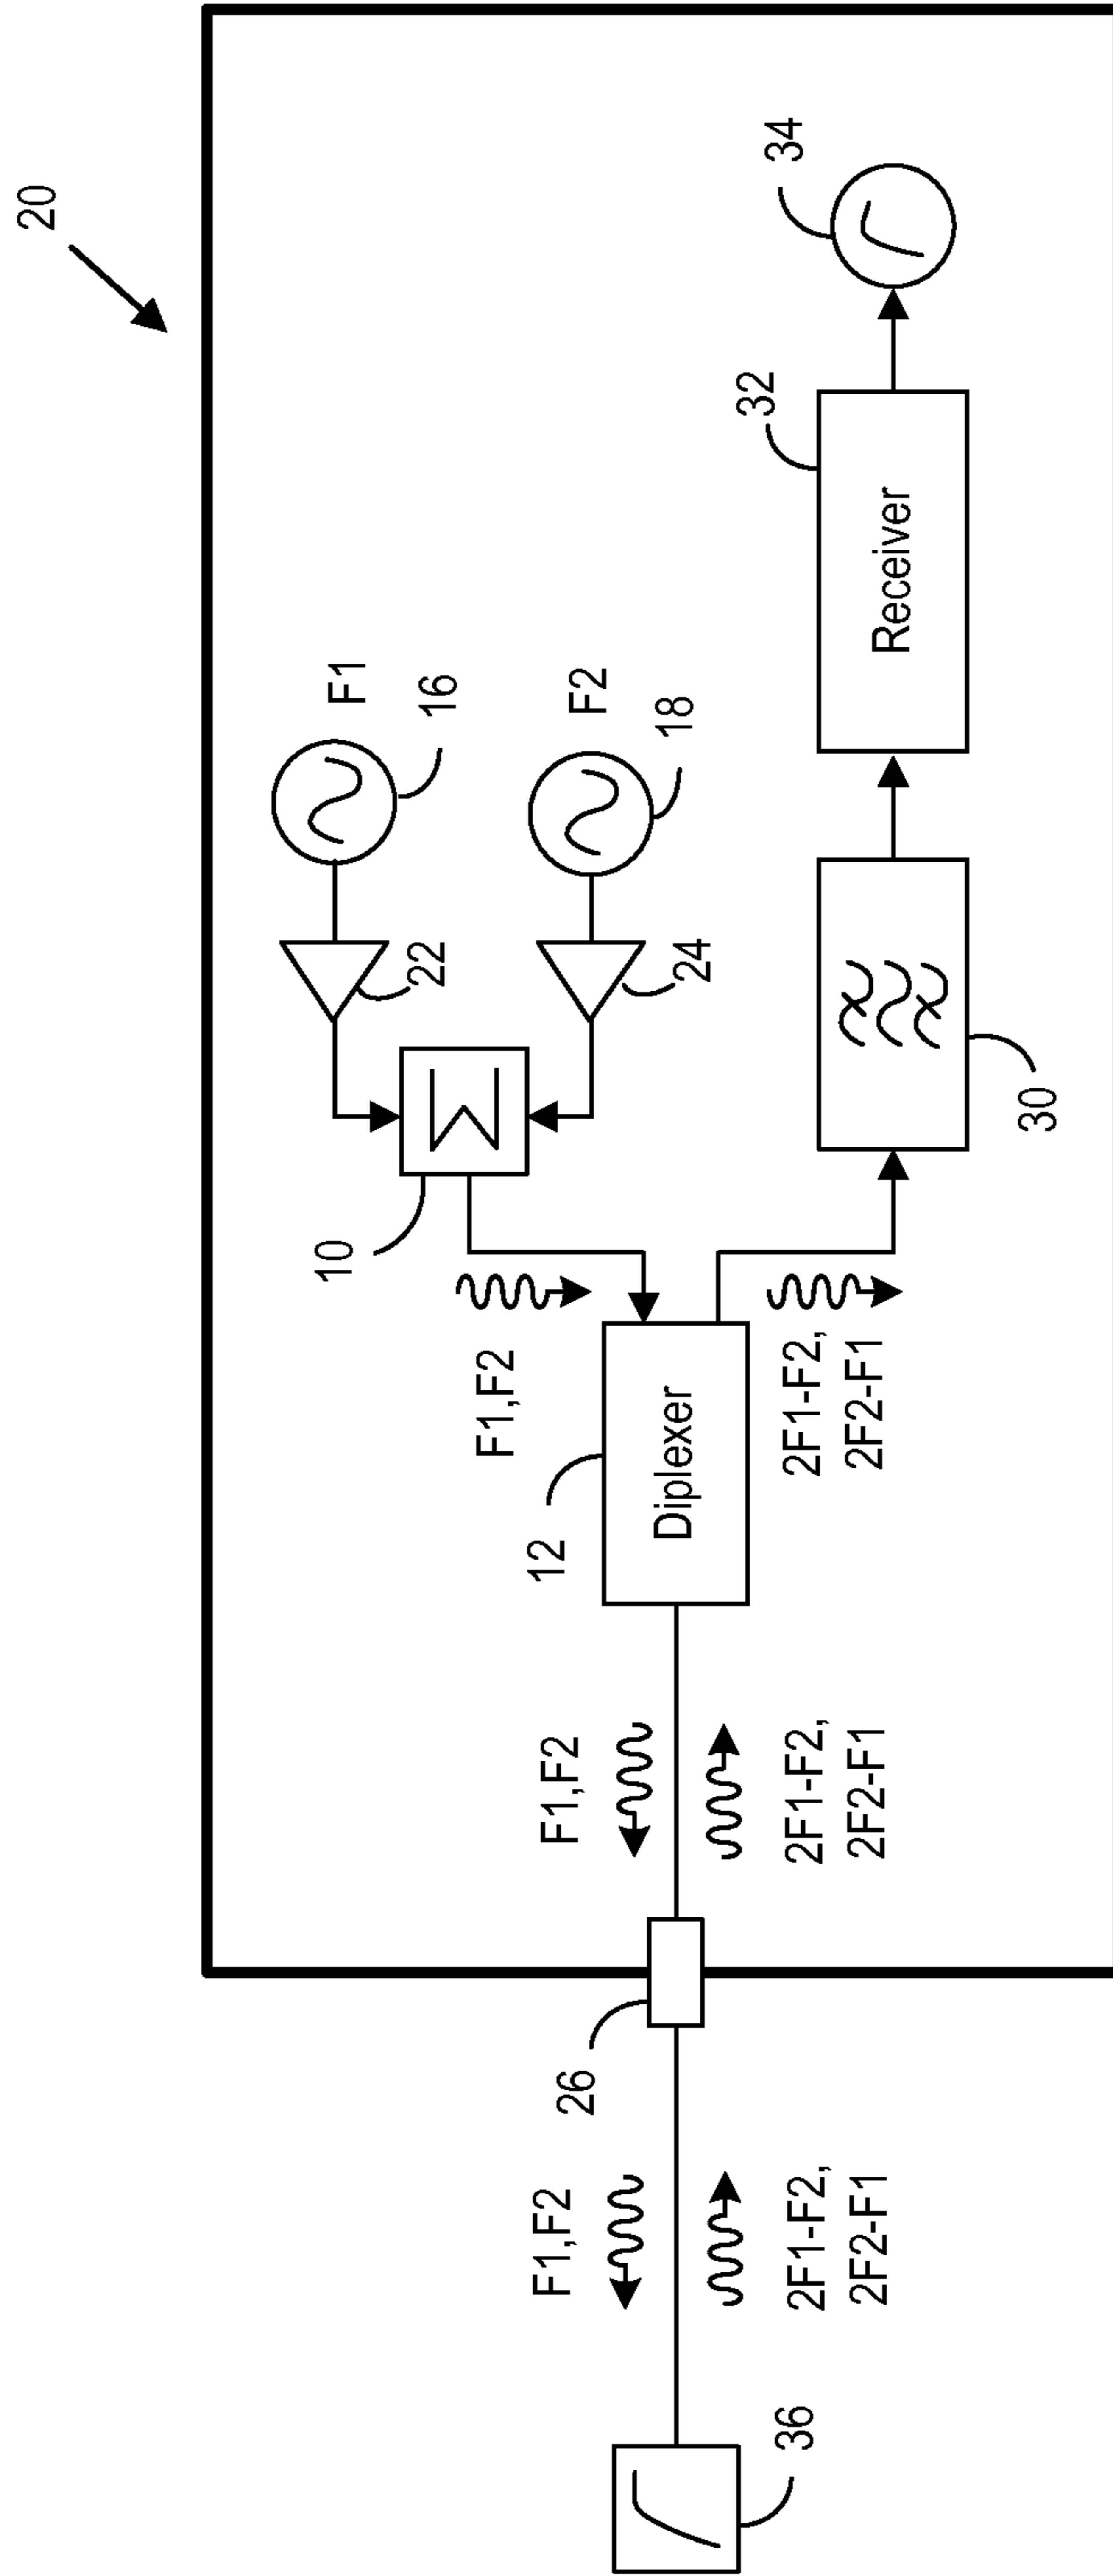 20
F1
16
F2
18
22
24
10
F1,F2
12
Diplexer
2F1-F2,
2F2-F1
30
Receiver
32
34
F1,F2
2F1-F2,
2F2-F1
26
F1,F2
2F1-F2,
2F2-F1
36